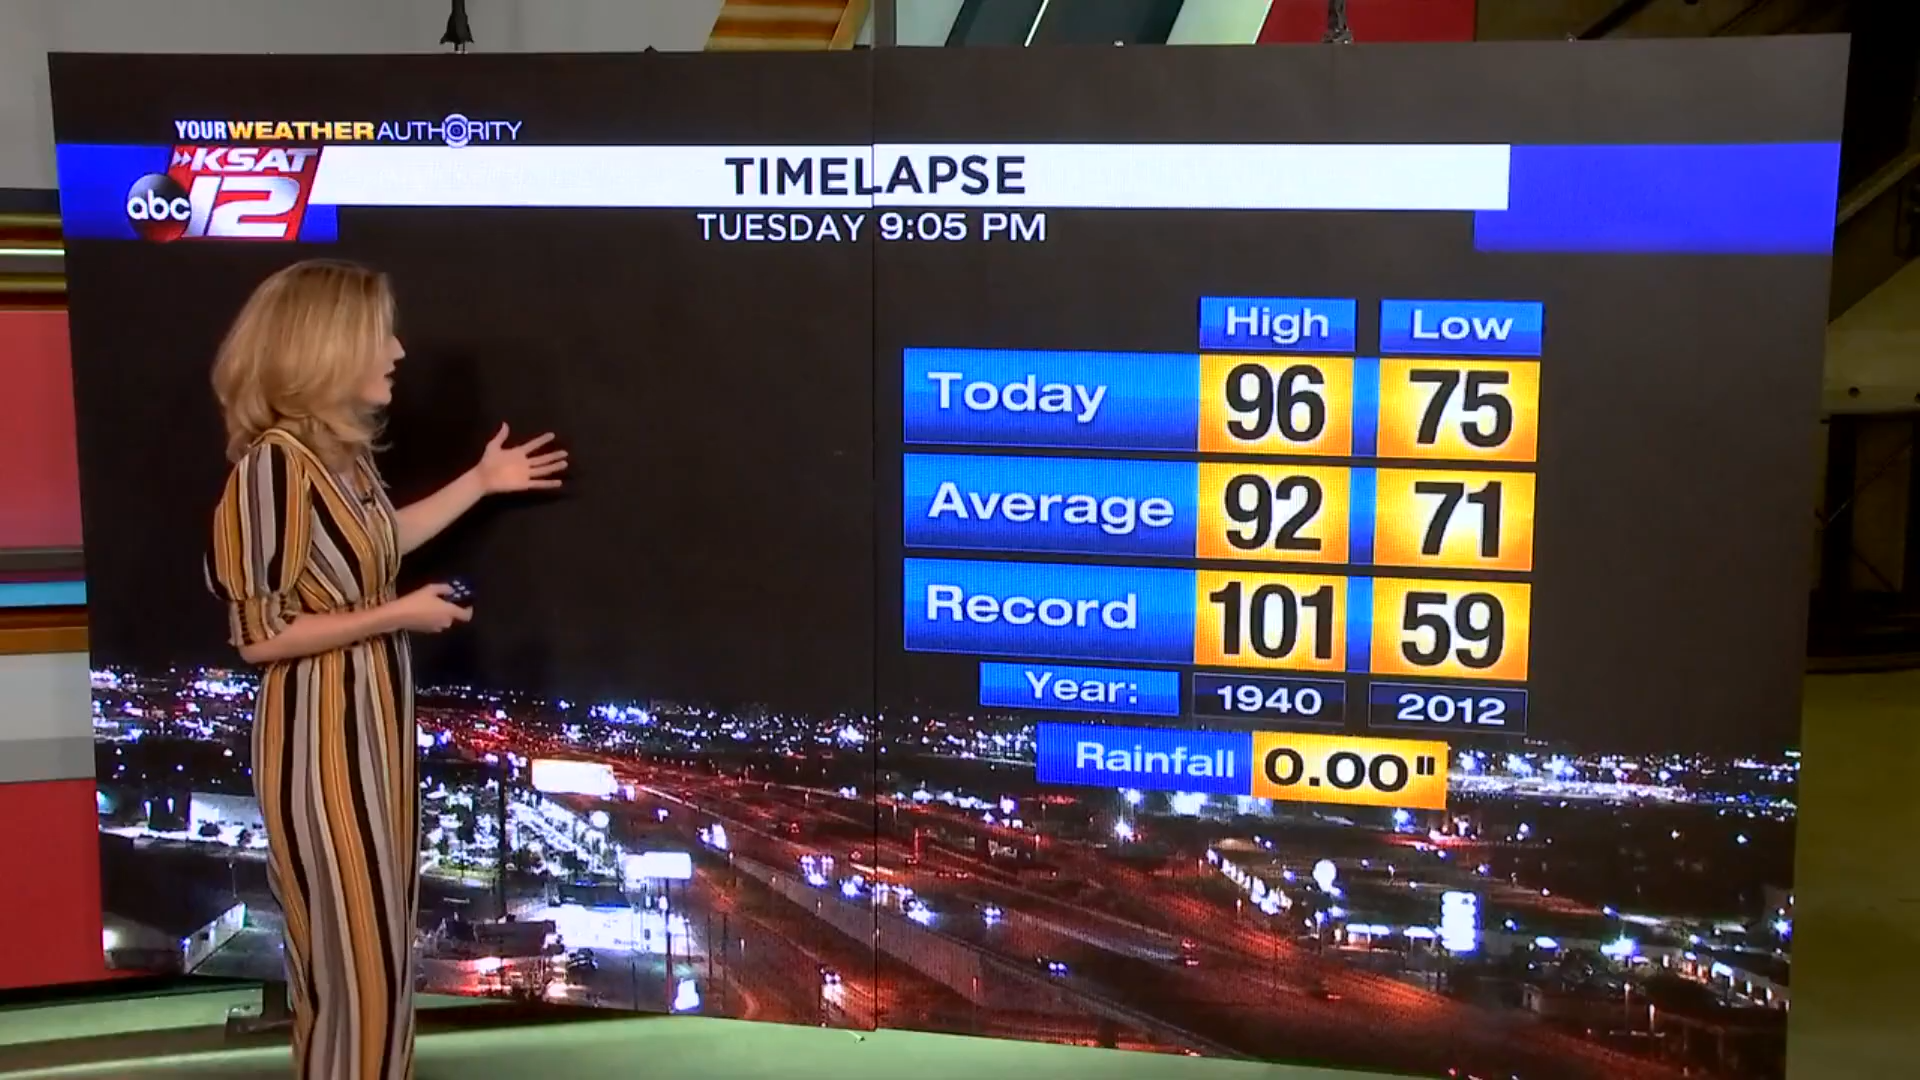 YOURWEATHERAUTHORITY
KSAT
abc 12
TIMELAPSE
TUESDAY 9:05 PM
High Low
Today 96 75
Average 92 71
Record 101 59
Year: 1940 2012
Rainfall 0.00"